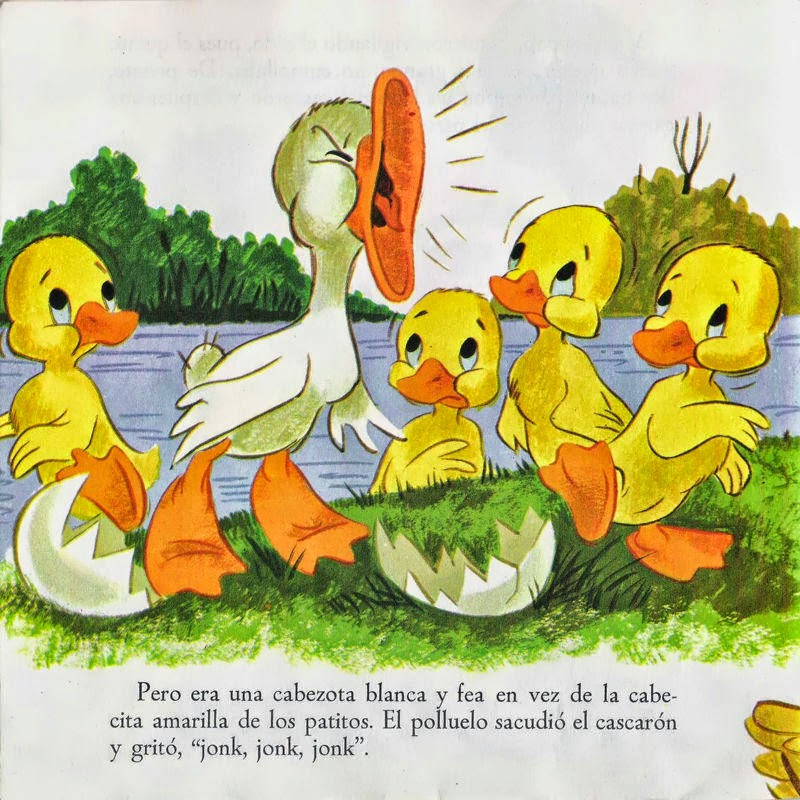 Pero era una cabezota blanca y fea en vez de la cabe-
cita amarilla de los patitos. El polluelo sacudió el cascarón
y gritó, “jonk, jonk, jonk”.